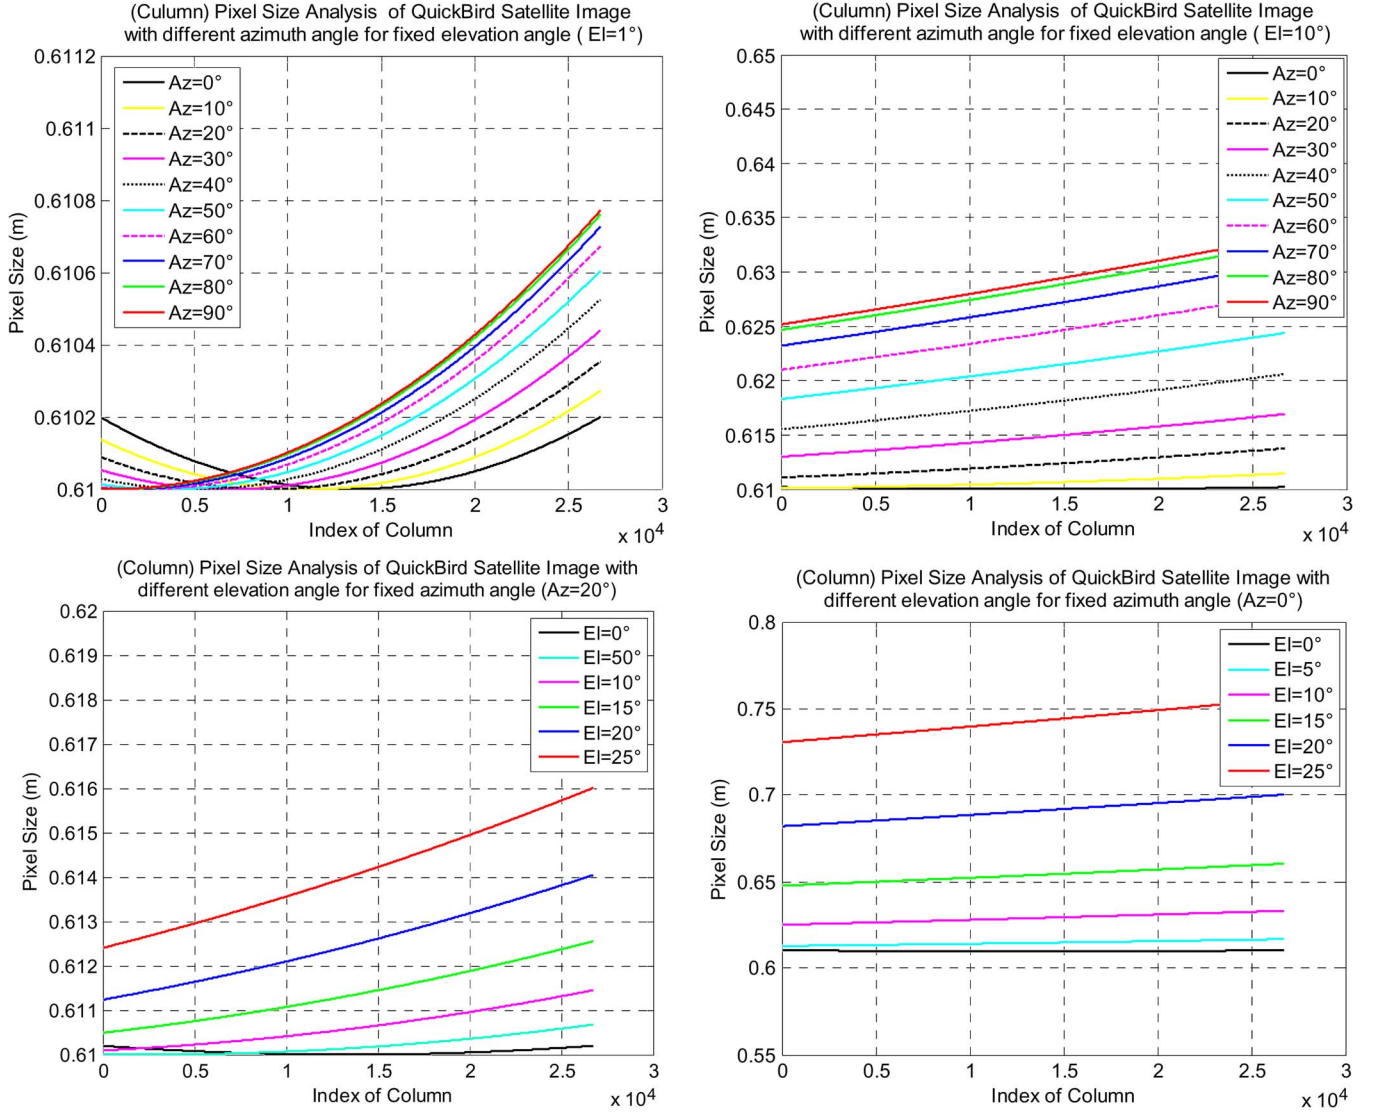 (Culumn) Pixel Size Analysis of QuickBird Satellite Image
with different azimuth angle for fixed elevation angle ( El=1°)
0.6112
0.611
0.6108
0.6106
0.6104
0.6102
0.61
Pixel Size (m)
Az=0°
Az=10°
Az=20°
Az=30°
Az=40°
Az=50°
Az=60°
Az=70°
Az=80°
Az=90°
0 0.5 1 1.5 2 2.5 3
Index of Column
x 10⁴
(Culumn) Pixel Size Analysis of QuickBird Satellite Image
with different azimuth angle for fixed elevation angle ( El=10°)
0.65
0.645
0.64
0.635
0.63
0.625
0.62
0.615
0.61
Pixel Size (m)
Az=0°
Az=10°
Az=20°
Az=30°
Az=40°
Az=50°
Az=60°
Az=70°
Az=80°
Az=90°
0 0.5 1 1.5 2 2.5 3
Index of Column
x 10⁴
(Column) Pixel Size Analysis of QuickBird Satellite Image with
different elevation angle for fixed azimuth angle (Az=20°)
0.62
0.619
0.618
0.617
0.616
0.615
0.614
0.613
0.612
0.611
0.61
Pixel Size (m)
El=0°
El=50°
El=10°
El=15°
El=20°
El=25°
0 0.5 1 1.5 2 2.5 3
Index of Column
x 10⁴
(Column) Pixel Size Analysis of QuickBird Satellite Image with
different elevation angle for fixed azimuth angle (Az=0°)
0.8
0.75
0.7
0.65
0.6
0.55
Pixel Size (m)
El=0°
El=5°
El=10°
El=15°
El=20°
El=25°
0 0.5 1 1.5 2 2.5 3
Index of Column
x 10⁴